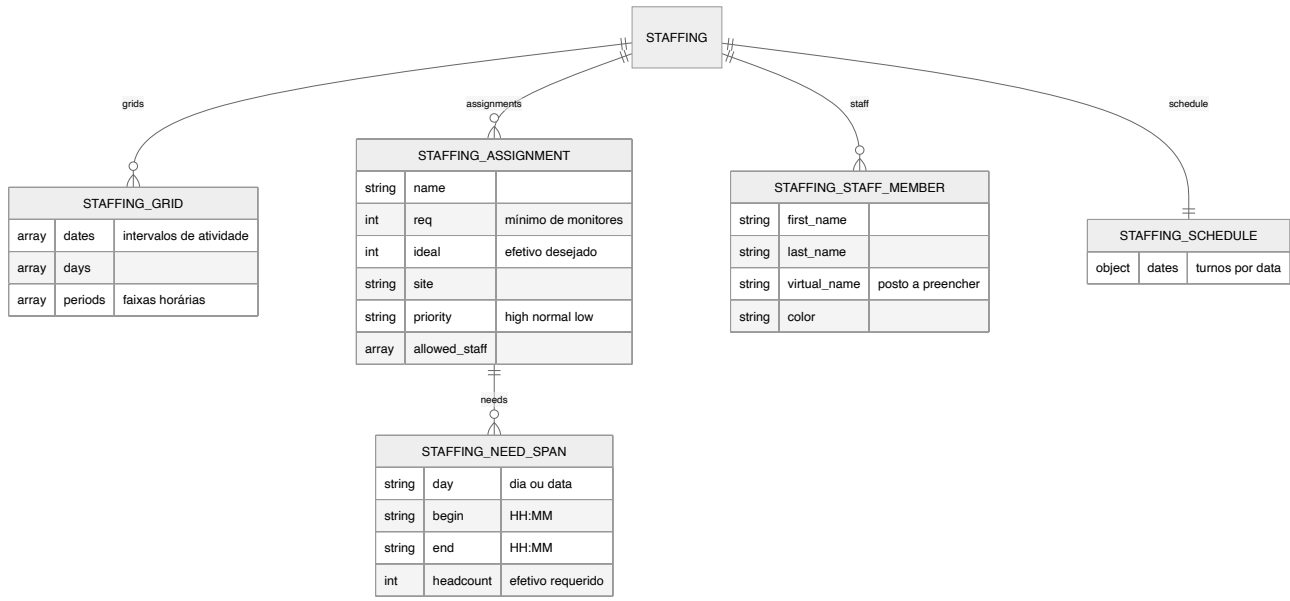 STAFFING
grids
assignments
staff
schedule
STAFFING_GRID
array dates intervalos de atividade
array days
array periods faixas horárias
STAFFING_ASSIGNMENT
string name
int req mínimo de monitores
int ideal efetivo desejado
string site
string priority high normal low
array allowed_staff
STAFFING_STAFF_MEMBER
string first_name
string last_name
string virtual_name posto a preencher
string color
STAFFING_SCHEDULE
object dates turnos por data
needs
STAFFING_NEED_SPAN
string day dia ou data
string begin HH:MM
string end HH:MM
int headcount efetivo requerido